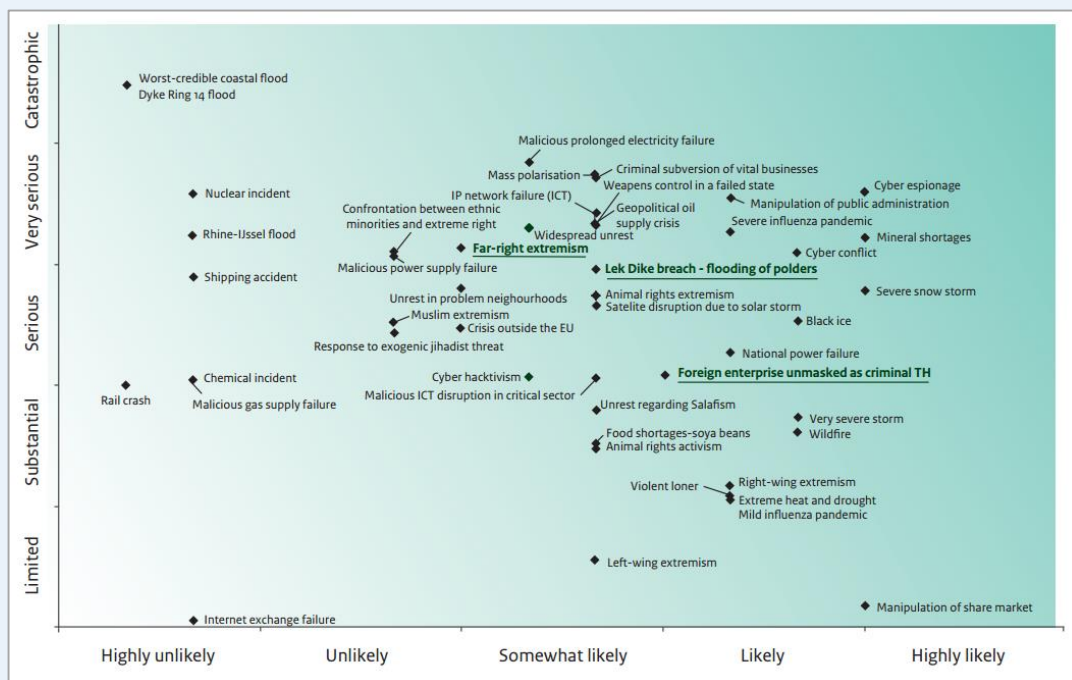 Catastrophic
Very serious
Serious
Substantial
Limited
Worst-credible coastal flood
Dyke Ring 14 flood
Malicious prolonged electricity failure
Mass polarisation
Criminal subversion of vital businesses
Weapens control in a failed state
Nuclear incident
IP network failure (ICT)
Cyber espionage
Manipulation of public administration
Confrontation between ethnic
minorities and extreme right
Geopolitical oil
supply crisis
Severe influenza pandemic
Rhine-IJssel flood
Widespread unrest
Mineral shortages
Far-right extremism
Cyber conflict
Malicious power supply failure
Lek Dike breach - flooding of polders
Shipping accident
Unrest in problem neighourhoods
Animal rights extremism
Severe snow storm
Satelite disruption due to solar storm
Muslim extremism
Crisis outside the EU
Black ice
Response to exogenic jihadist threat
National power failure
Chemical incident
Cyber hacktivism
Foreign enterprise unmasked as criminal TH
Rail crash
Malicious gas supply failure
Malicious ICT disruption in critical sector
Unrest regarding Salafism
Very severe storm
Food shortages-soya beans
Wildfire
Animal rights activism
Violent loner
Right-wing extremism
Extreme heat and drought
Mild influenza pandemic
Left-wing extremism
Manipulation of share market
Internet exchange failure
Highly unlikely
Unlikely
Somewhat likely
Likely
Highly likely